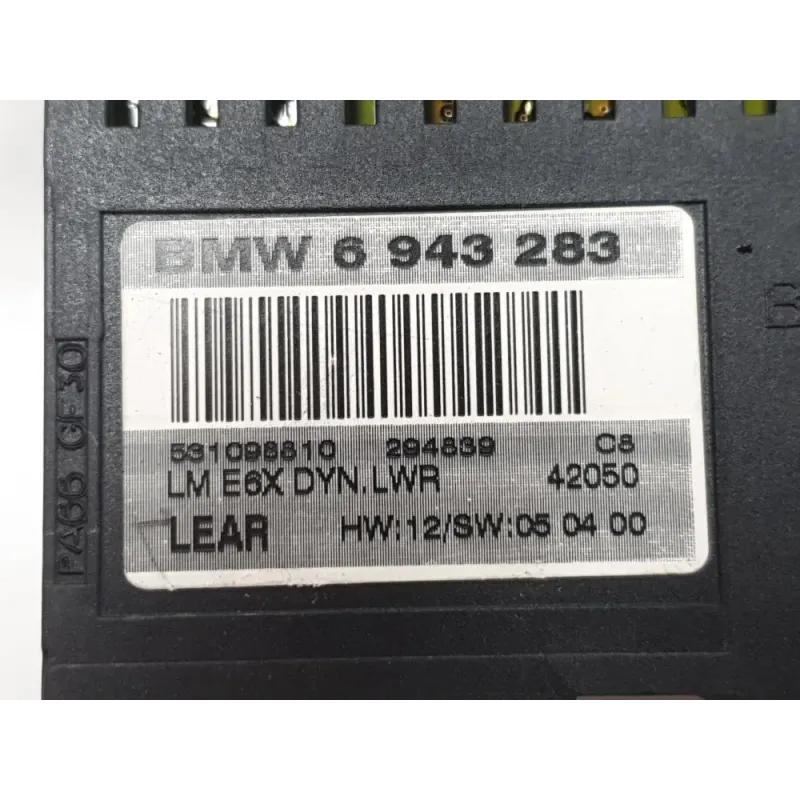 BMW 6 943 283
531098810 294839 C8
LM E6X DYN.LWR 42050
LEAR HW:12/SW:05 04 00
PA66 GF30